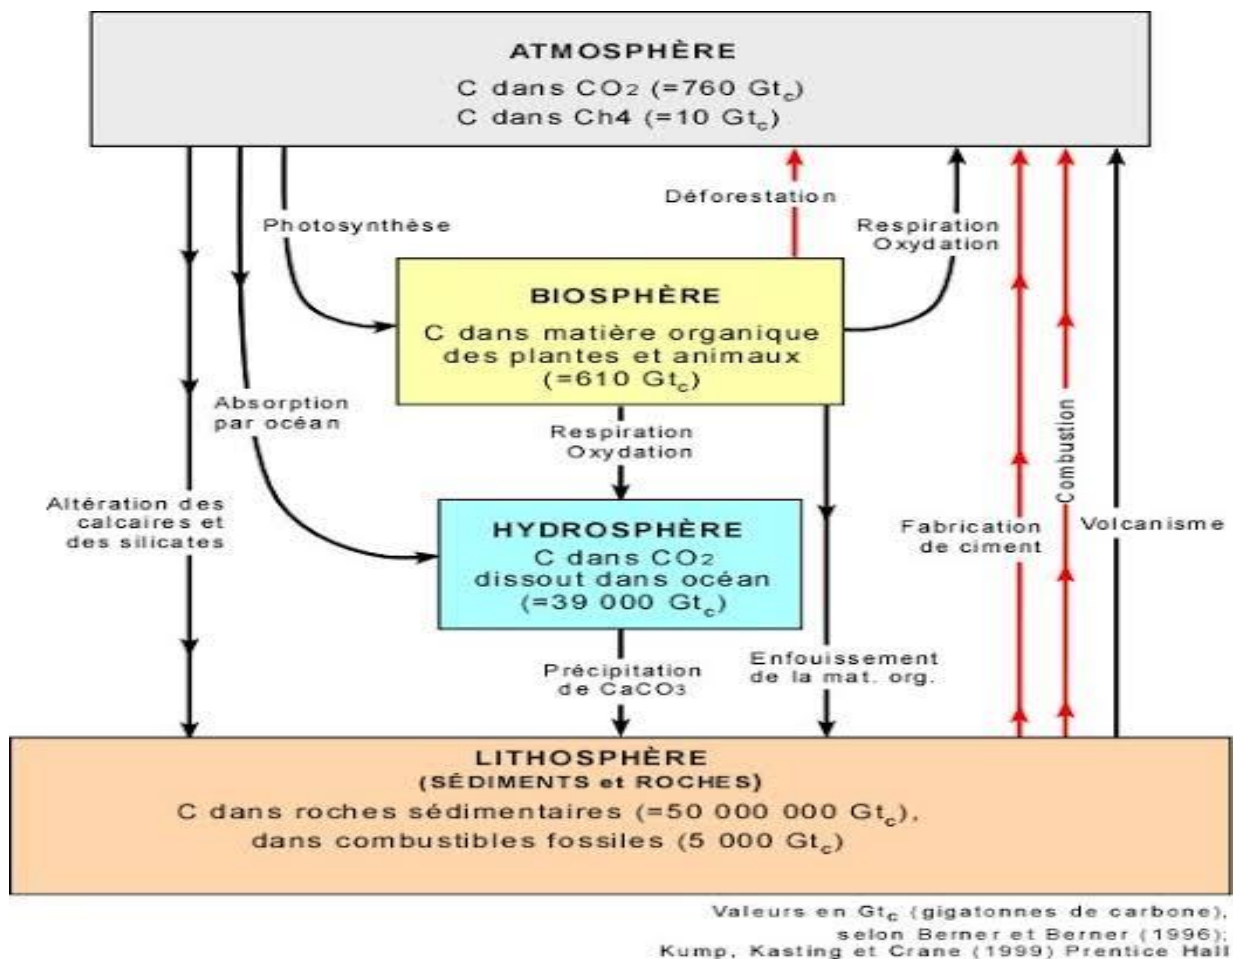 ATMOSPHÈRE
C dans CO2 (=760 Gtc)
C dans Ch4 (=10 Gtc)
Déforestation
Photosynthèse
Respiration
Oxydation
BIOSPHÈRE
C dans matière organique
des plantes et animaux
(=610 Gtc)
Absorption
par océan
Respiration
Oxydation
Combustion
Altération des
calcaires et
des silicates
HYDROSPHÈRE
C dans CO2
dissout dans océan
(=39 000 Gtc)
Fabrication
de ciment
Volcanisme
Précipitation
de CaCO3
Enfouissement
de la mat. org.
LITHOSPHÈRE
(SÉDIMENTS et ROCHES)
C dans roches sédimentaires (=50 000 000 Gtc),
dans combustibles fossiles (5 000 Gtc)
Valeurs en Gtc (gigatonnes de carbone),
selon Berner et Berner (1996);
Kump, Kasting et Crane (1999) Prentice Hall